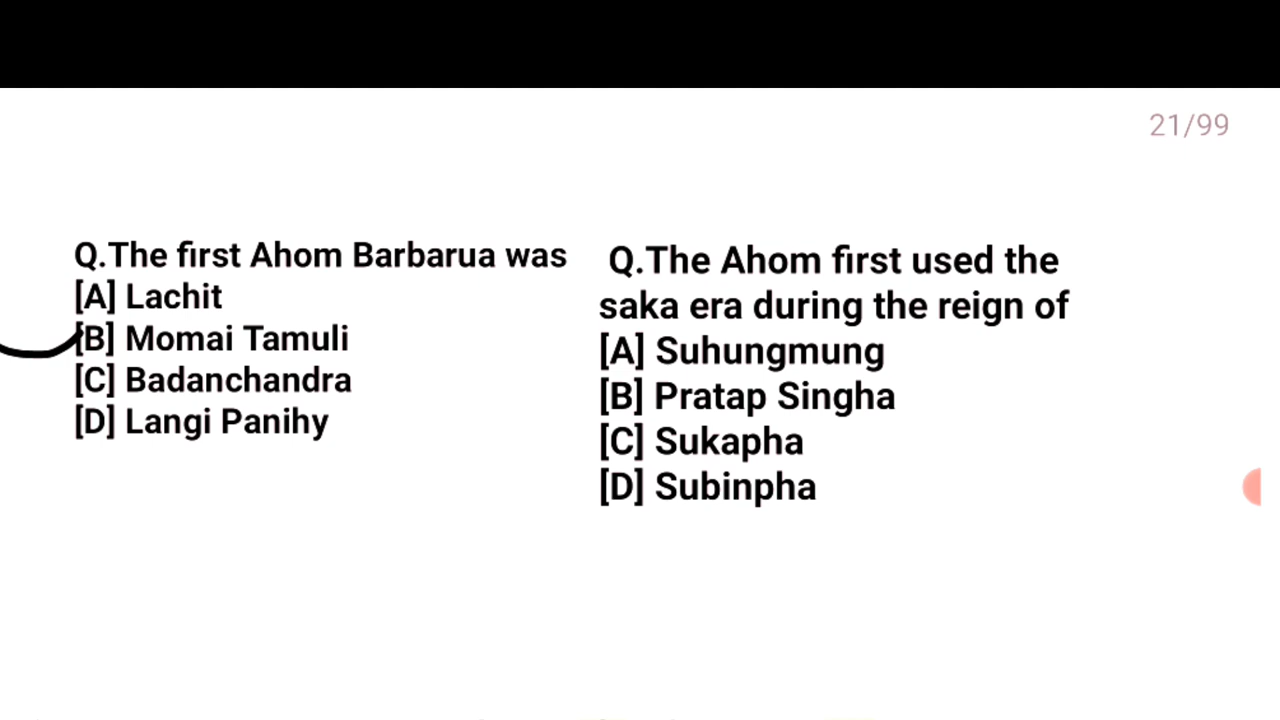 21/99
Q.The first Ahom Barbarua was
[A] Lachit
[B] Momai Tamuli
[C] Badanchandra
[D] Langi Panihy
Q.The Ahom first used the
saka era during the reign of
[A] Suhungmung
[B] Pratap Singha
[C] Sukapha
[D] Subinpha